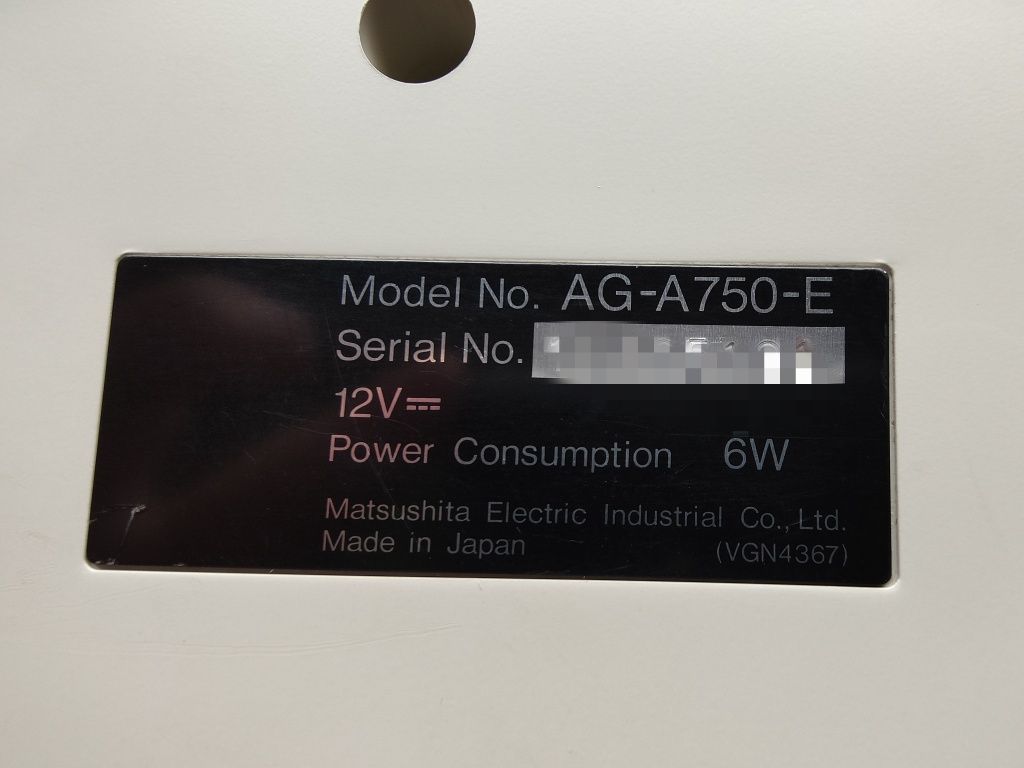 Model No. AG-A750-E
Serial No.
12V⎓
Power Consumption 6W
Matsushita Electric Industrial Co., Ltd.
Made in Japan (VGN4367)